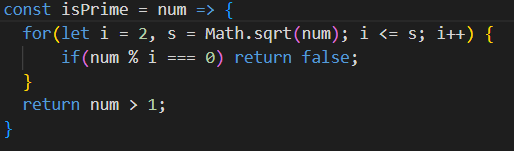 const isPrime = num => {
  for(let i = 2, s = Math.sqrt(num); i <= s; i++) {
      if(num % i === 0) return false;
  }
  return num > 1;
}